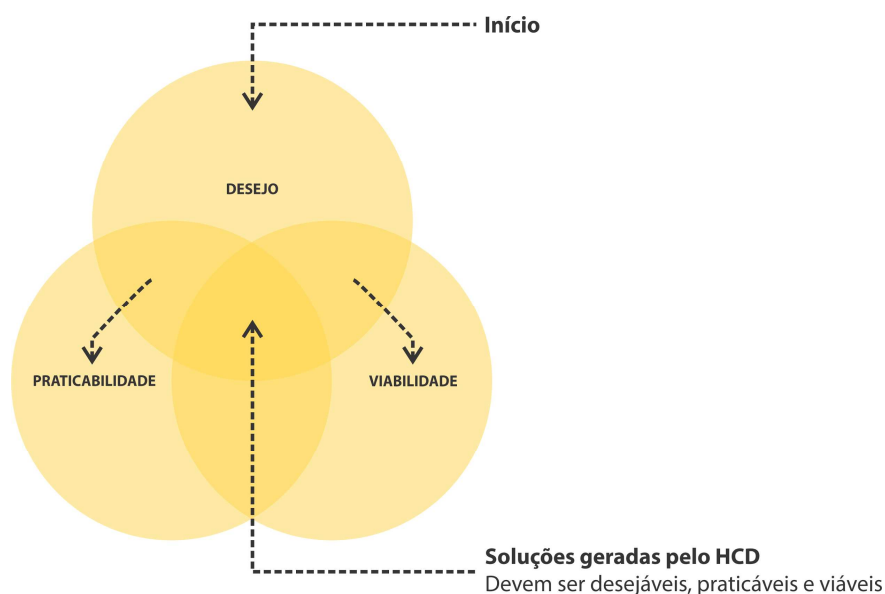 Início
DESEJO
PRATICABILIDADE
VIABILIDADE
Soluções geradas pelo HCD
Devem ser desejáveis, praticáveis e viáveis